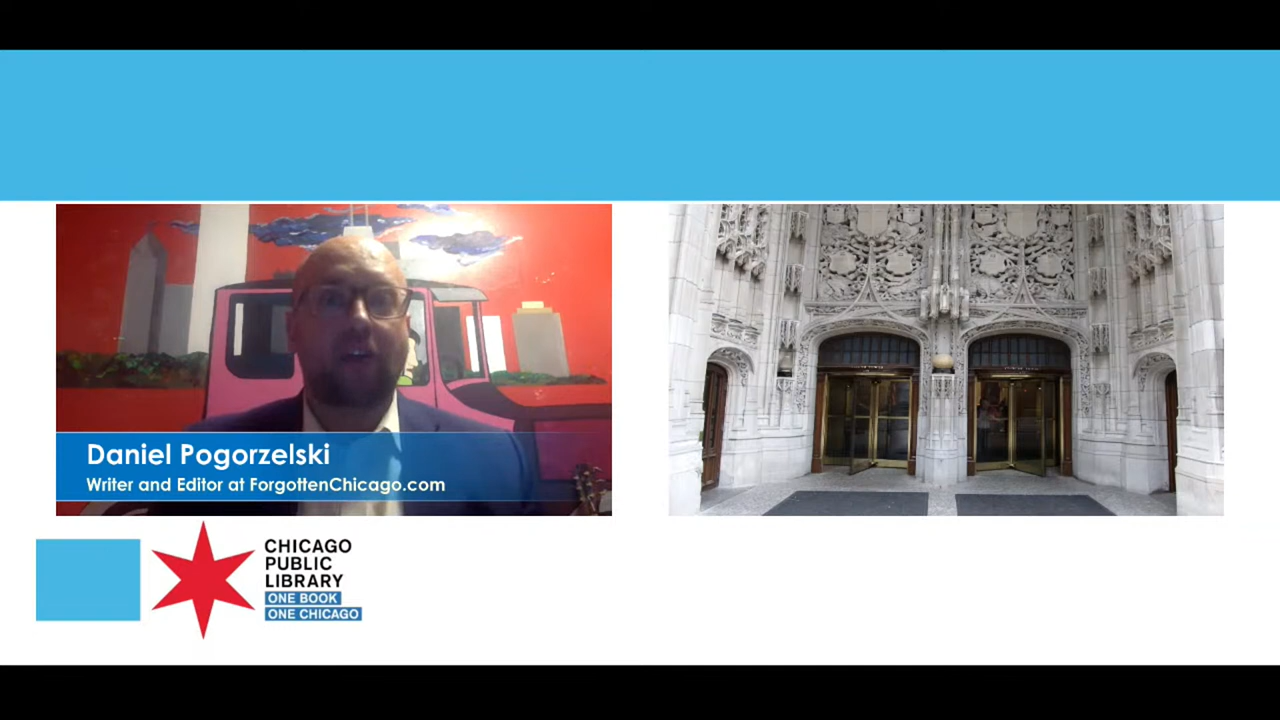 Daniel Pogorzelski
Writer and Editor at ForgottenChicago.com
CHICAGO
PUBLIC
LIBRARY
ONE BOOK
ONE CHICAGO